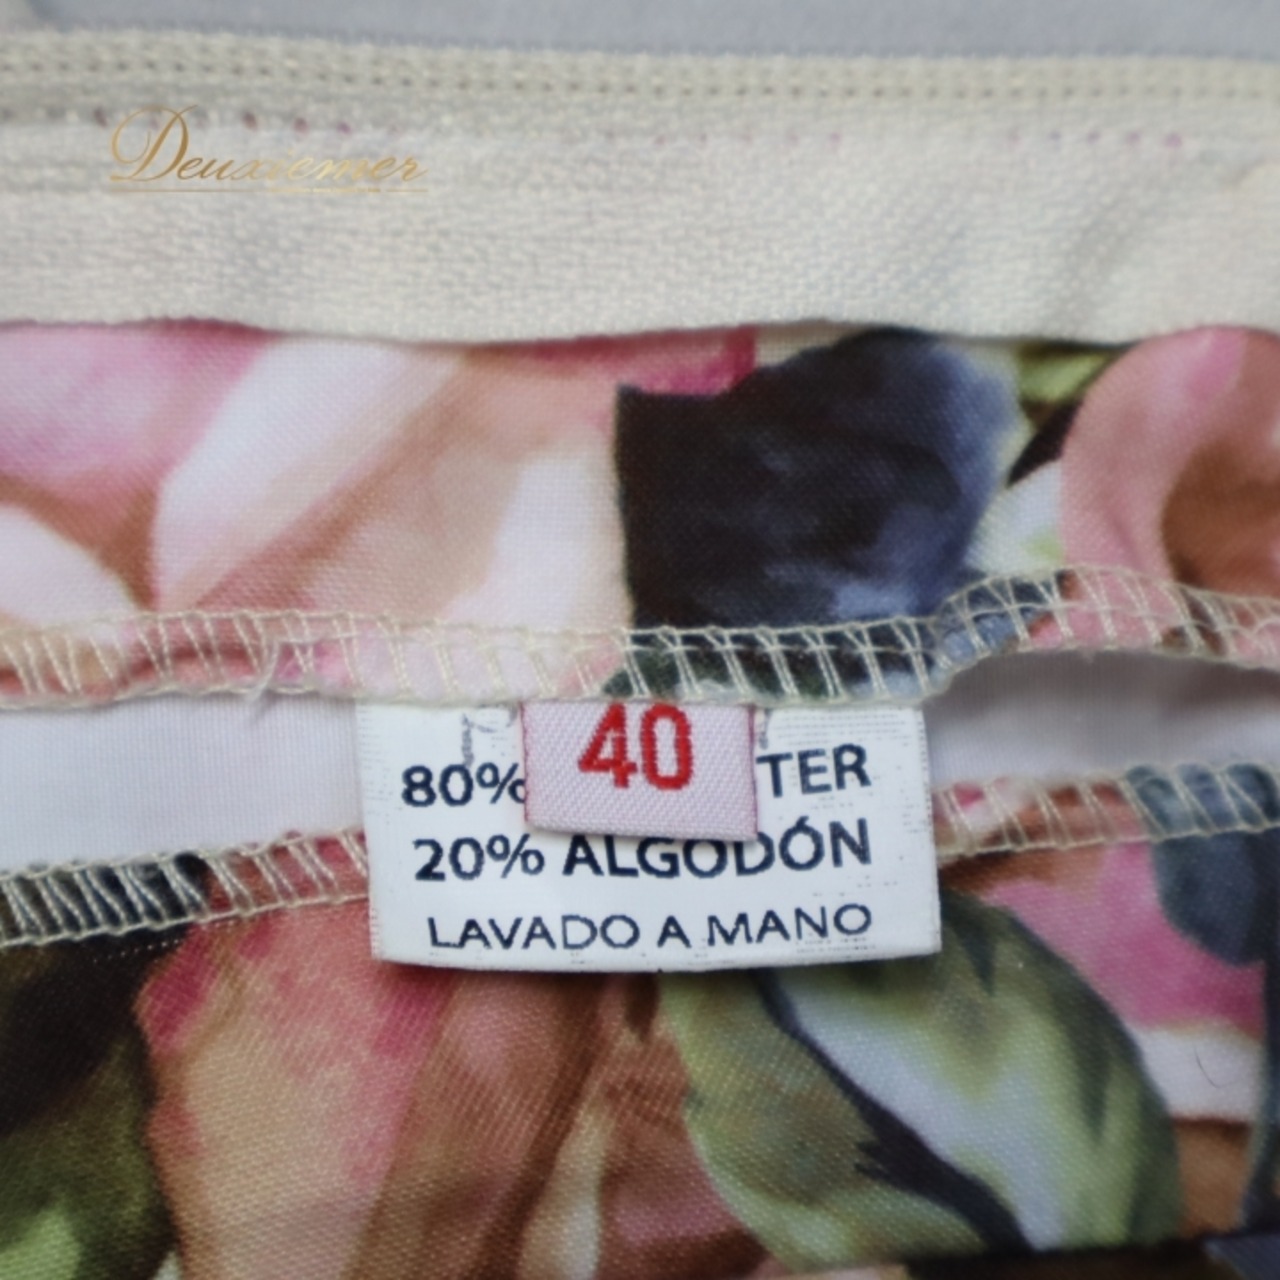 Deuxiemer
40
80% TER
20% ALGODÓN
LAVADO A MANO